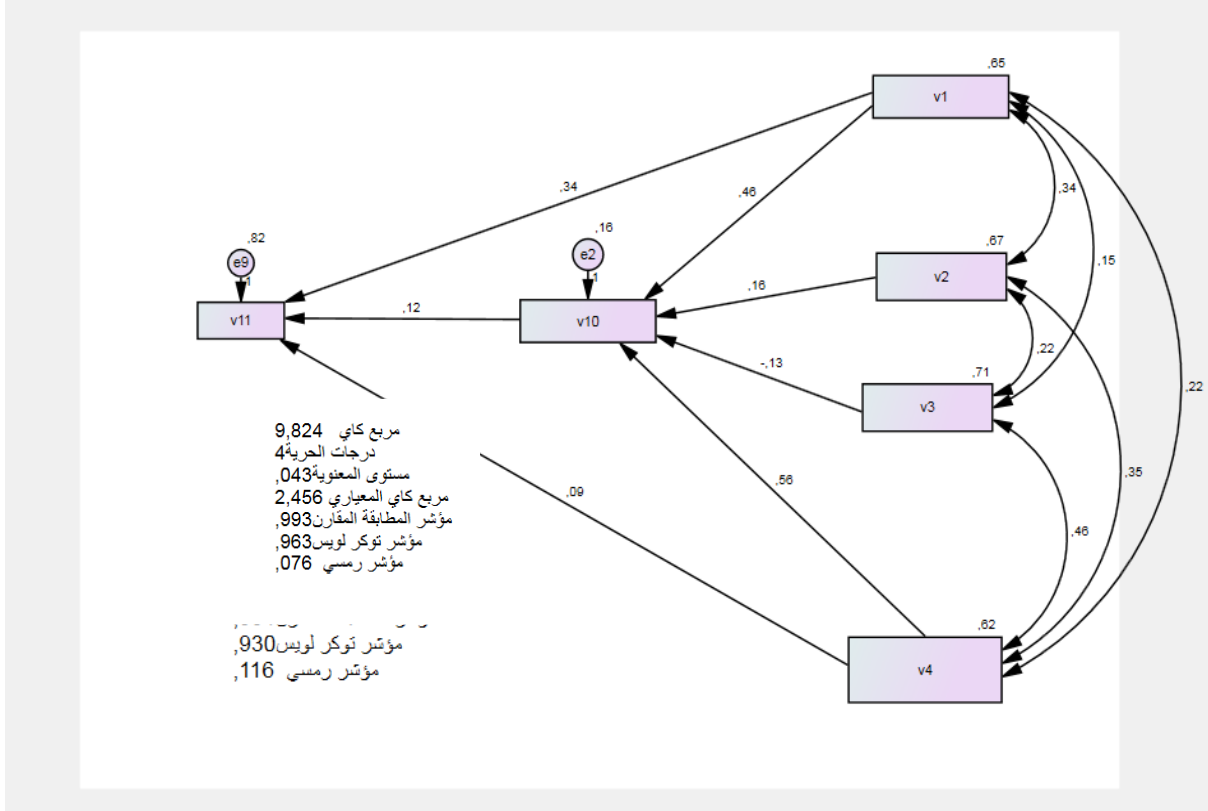 ,65
v1
,34
,46
,34
,82
e9
1
,16
e2
1
,67
v2
,15
,16
v11
,12
v10
,22
-,13
,71
v3
,22
مربع كاي 9,824
درجات الحرية4
مستوى المعنوية043,
مربع كاي المعياري 2,456
مؤشر المطابقة المقارن993,
مؤشر توكر لويس963,
مؤشر رمسي 076,
,09
,56
,35
,46
,62
v4
مؤشر توكر لويس930,
مؤشر رمسي 116,